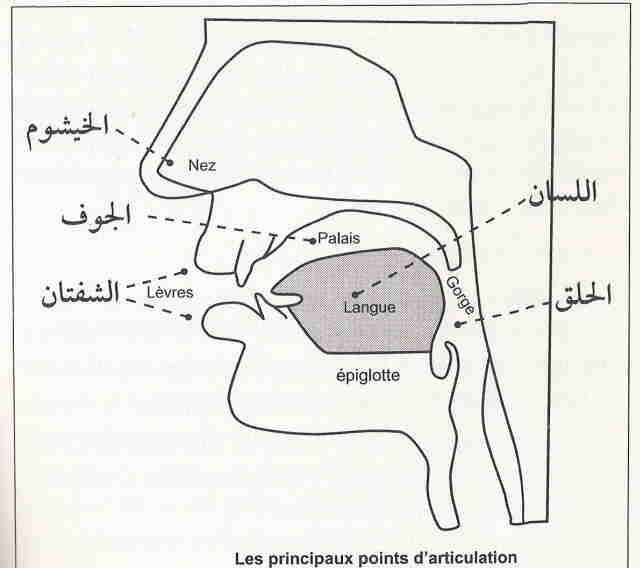 الخيشوم
Nez
اللسان
الجوف
Palais
الشفتان
Lèvres
Langue
Gorge
الحلق
épiglotte
Les principaux points d'articulation